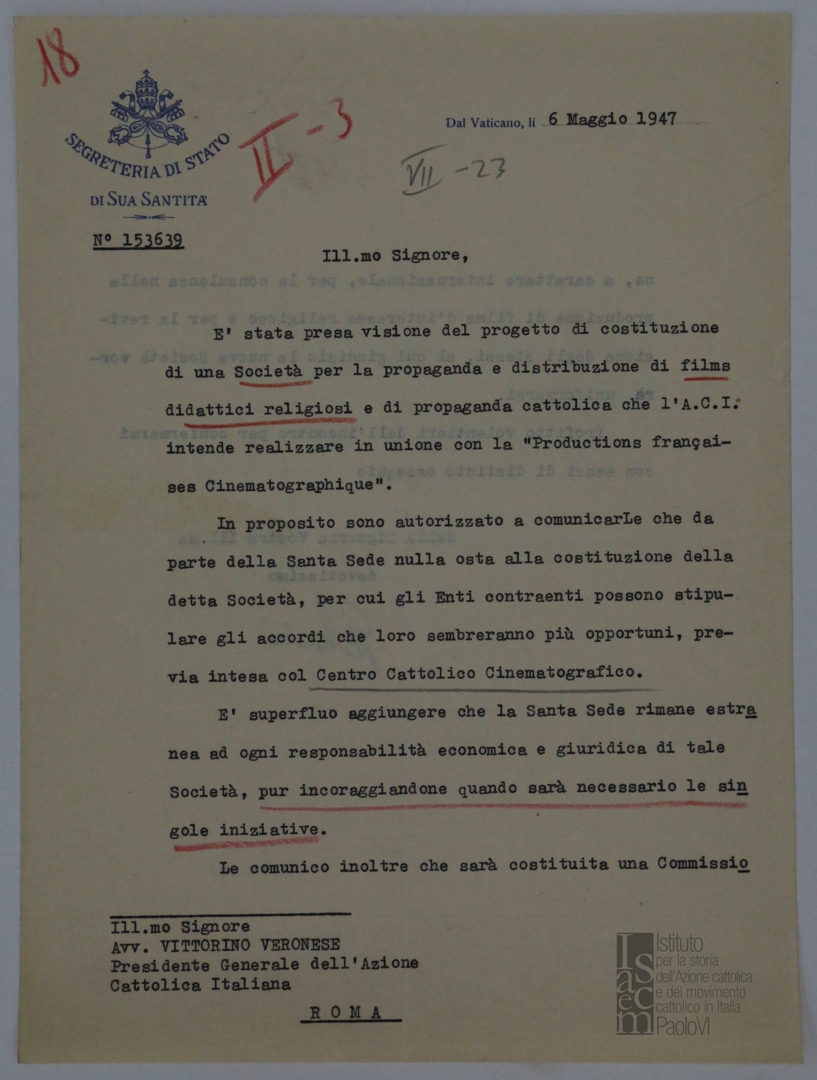 18
SEGRETERIA DI STATO
DI SUA SANTITA'
Nº 153639
II - 3
Dal Vaticano, li 6 Maggio 1947
VII - 23
Ill.mo Signore,
E' stata presa visione del progetto di costituzione
di una Società per la propaganda e distribuzione di films
didattici religiosi e di propaganda cattolica che l'A.C.I.
intende realizzare in unione con la "Productions françai-
ses Cinematographique".
In proposito sono autorizzato a comunicarLe che da
parte della Santa Sede nulla osta alla costituzione della
detta Società, per cui gli Enti contraenti possono stipu-
lare gli accordi che loro sembreranno più opportuni, pre-
via intesa col Centro Cattolico Cinematografico.
E' superfluo aggiungere che la Santa Sede rimane estra
nea ad ogni responsabilità economica e giuridica di tale
Società, pur incoraggiandone quando sarà necessario le sin
gole iniziative.
Le comunico inoltre che sarà costituita una Commissio
Ill.mo Signore
Avv. VITTORINO VERONESE
Presidente Generale dell'Azione
Cattolica Italiana
R O M A
Isacem
Istituto
per la storia
dell'Azione cattolica
e del movimento
cattolico in Italia
PaoloVI